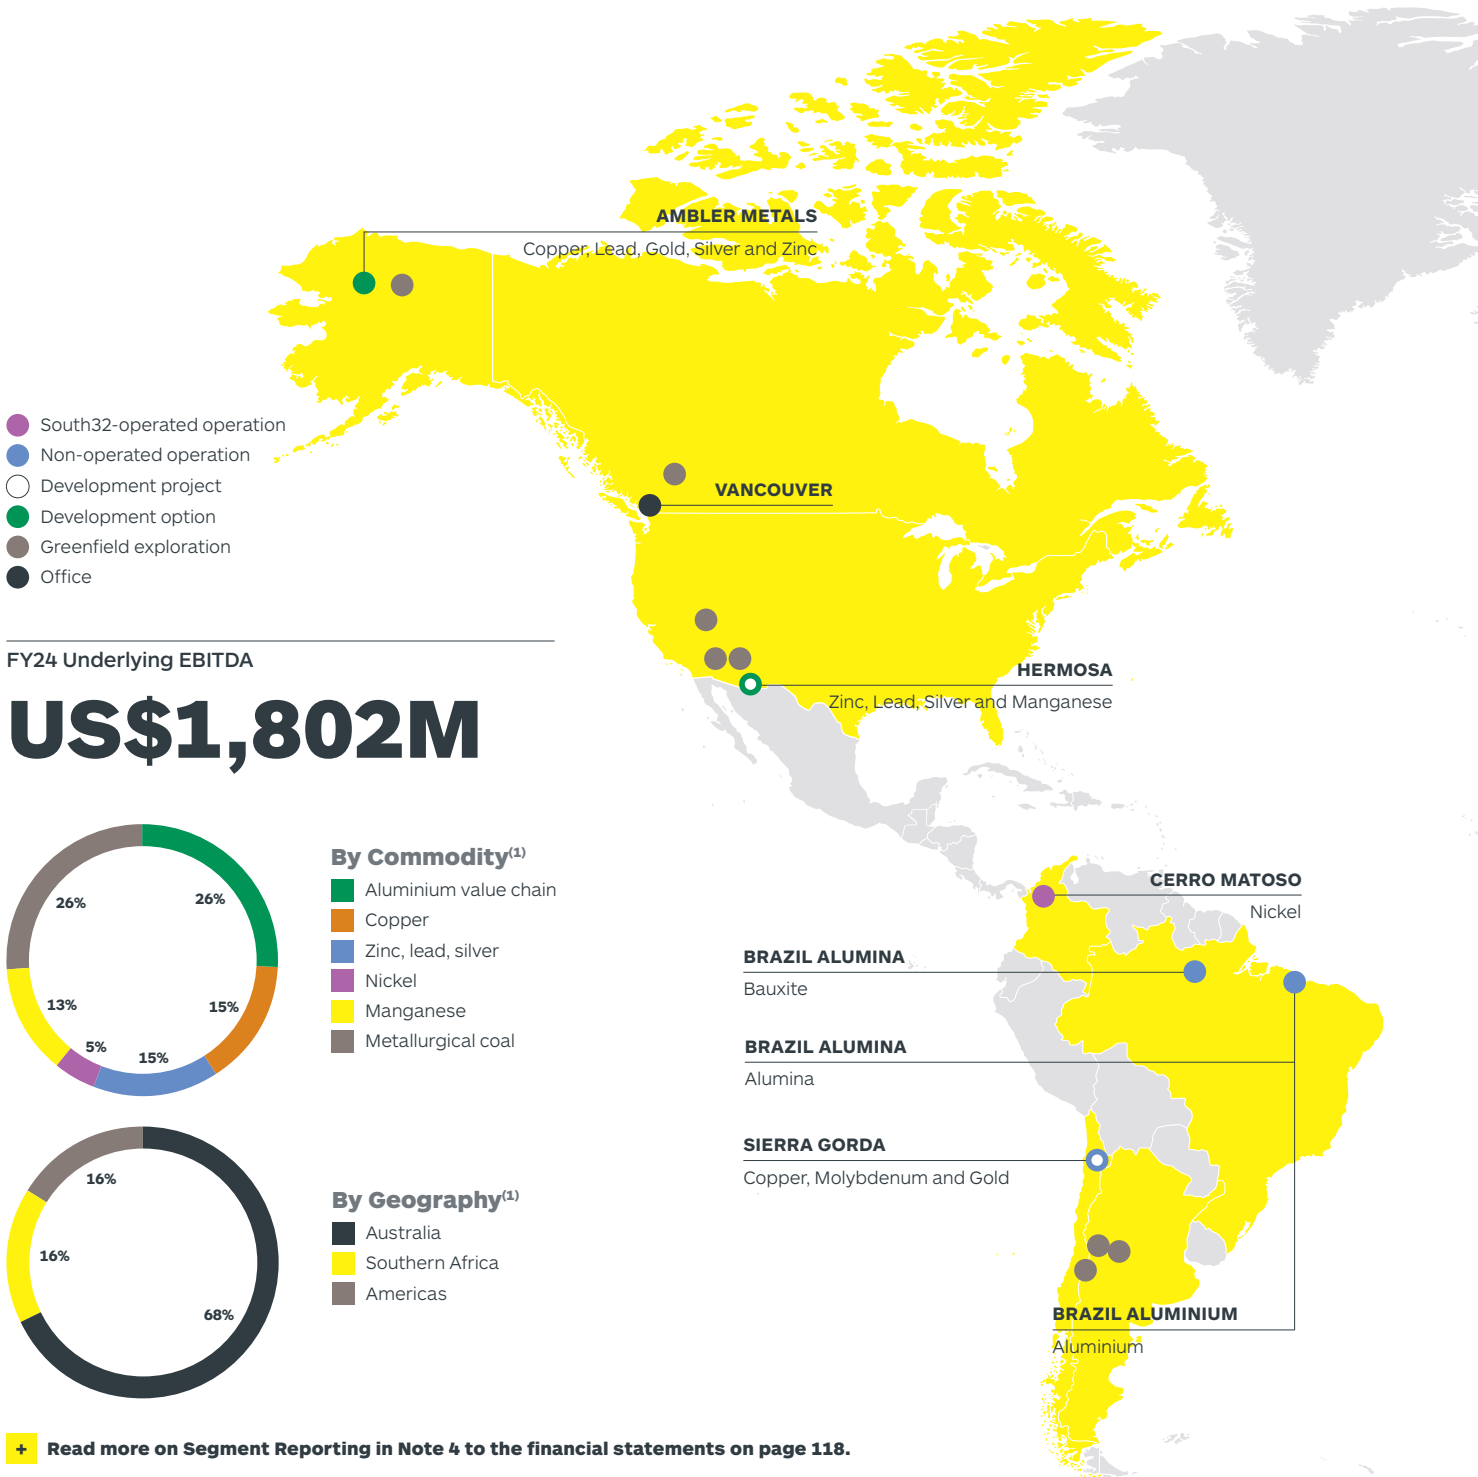 AMBLER METALS
Copper, Lead, Gold, Silver and Zinc
South32-operated operation
Non-operated operation
Development project
Development option
Greenfield exploration
Office
VANCOUVER
HERMOSA
Zinc, Lead, Silver and Manganese
FY24 Underlying EBITDA
US$1,802M
26%
26%
15%
13%
5%
15%
By Commodity(1)
Aluminium value chain
Copper
Zinc, lead, silver
Nickel
Manganese
Metallurgical coal
CERRO MATOSO
Nickel
BRAZIL ALUMINA
Bauxite
BRAZIL ALUMINA
Alumina
SIERRA GORDA
Copper, Molybdenum and Gold
BRAZIL ALUMINIUM
Aluminium
16%
16%
68%
By Geography(1)
Australia
Southern Africa
Americas
+ Read more on Segment Reporting in Note 4 to the financial statements on page 118.